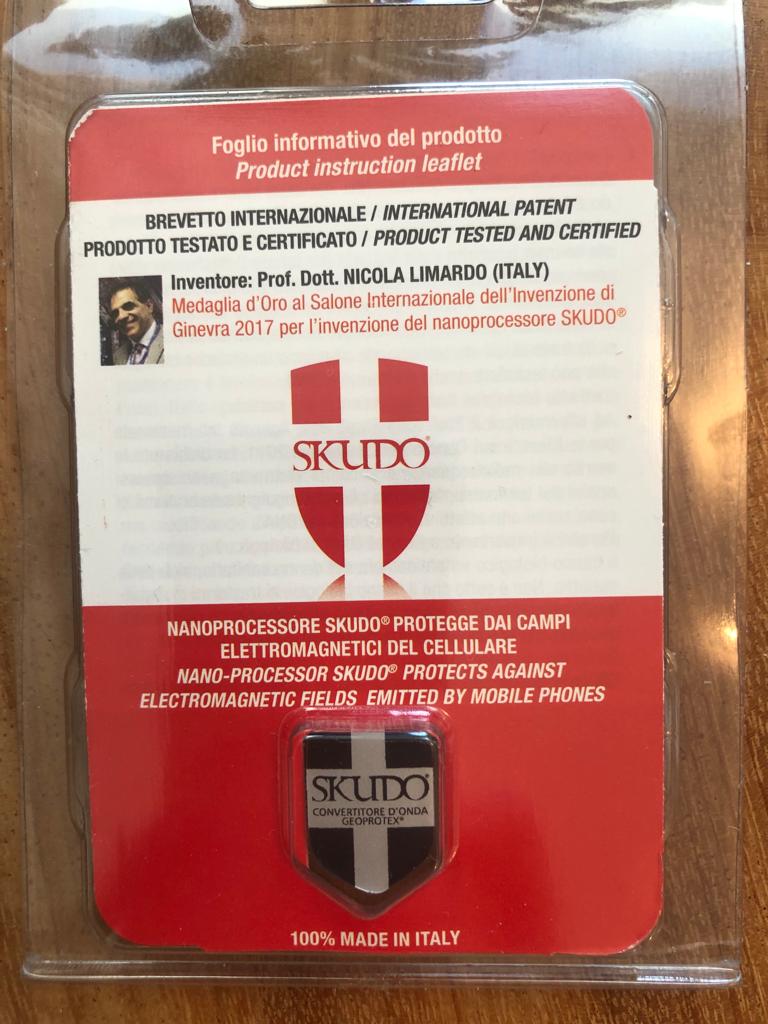 Foglio informativo del prodotto
Product instruction leaflet
BREVETTO INTERNAZIONALE / INTERNATIONAL PATENT
PRODOTTO TESTATO E CERTIFICATO / PRODUCT TESTED AND CERTIFIED
Inventore: Prof. Dott. NICOLA LIMARDO (ITALY)
Medaglia d'Oro al Salone Internazionale dell'Invenzione di
Ginevra 2017 per l'invenzione del nanoprocessore SKUDO®
SKUDO®
NANOPROCESSORE SKUDO® PROTEGGE DAI CAMPI
ELETTROMAGNETICI DEL CELLULARE
NANO-PROCESSOR SKUDO® PROTECTS AGAINST
ELECTROMAGNETIC FIELDS EMITTED BY MOBILE PHONES
SKUDO®
CONVERTITORE D'ONDA
GEOPROTEX®
100% MADE IN ITALY